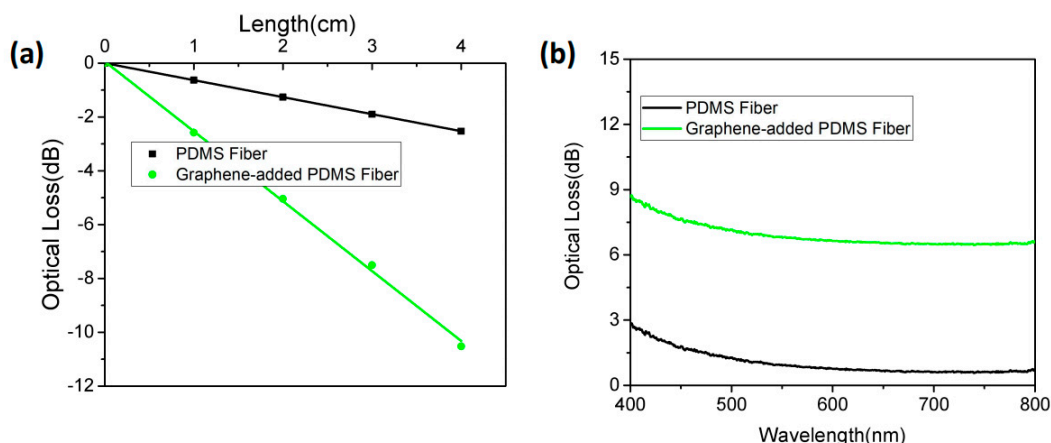 (a)
Length(cm)
0 1 2 3 4
0
-2
-4
-6
-8
-10
-12
Optical Loss(dB)
PDMS Fiber
Graphene-added PDMS Fiber
(b)
15
12
9
6
3
0
Optical Loss(dB)
PDMS Fiber
Graphene-added PDMS Fiber
400 500 600 700 800
Wavelength(nm)